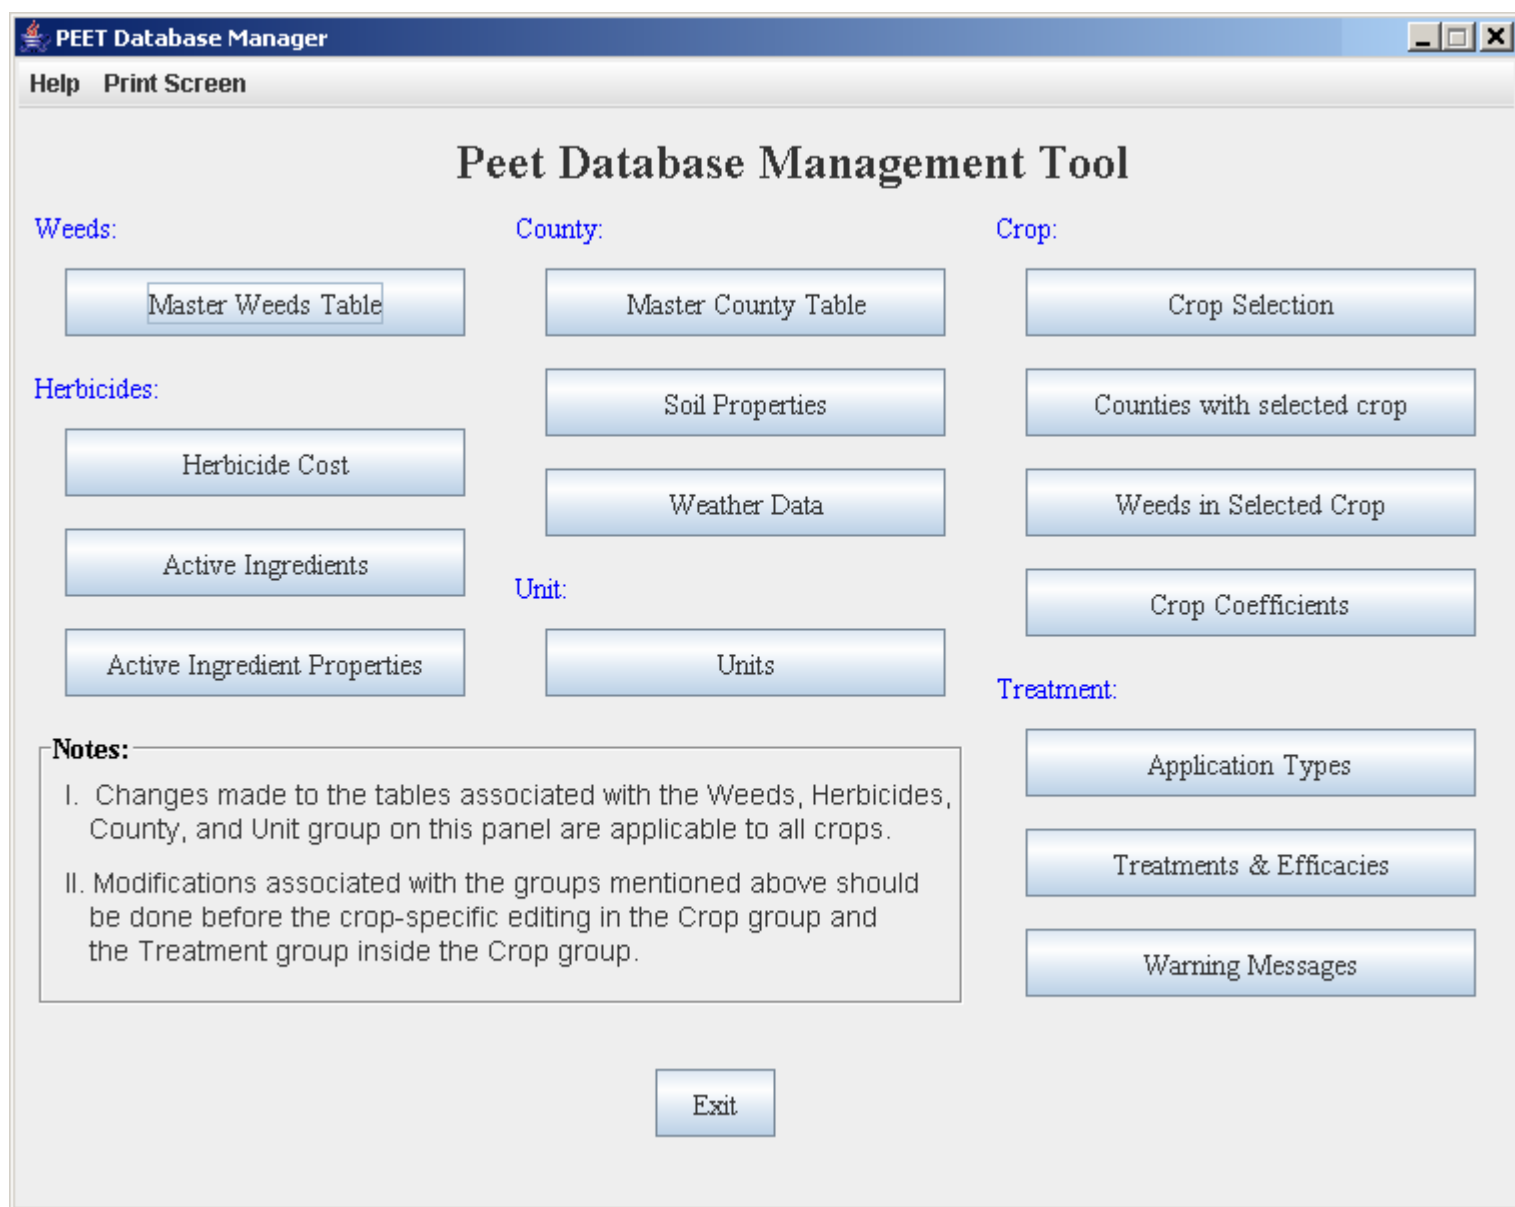 PEET Database Manager
Help Print Screen
Peet Database Management Tool
Weeds:
Master Weeds Table
Herbicides:
Herbicide Cost
Active Ingredients
Active Ingredient Properties
County:
Master County Table
Soil Properties
Weather Data
Unit:
Units
Crop:
Crop Selection
Counties with selected crop
Weeds in Selected Crop
Crop Coefficients
Treatment:
Application Types
Treatments & Efficacies
Warning Messages
Notes:
I. Changes made to the tables associated with the Weeds, Herbicides,
County, and Unit group on this panel are applicable to all crops.
II. Modifications associated with the groups mentioned above should
be done before the crop-specific editing in the Crop group and
the Treatment group inside the Crop group.
Exit